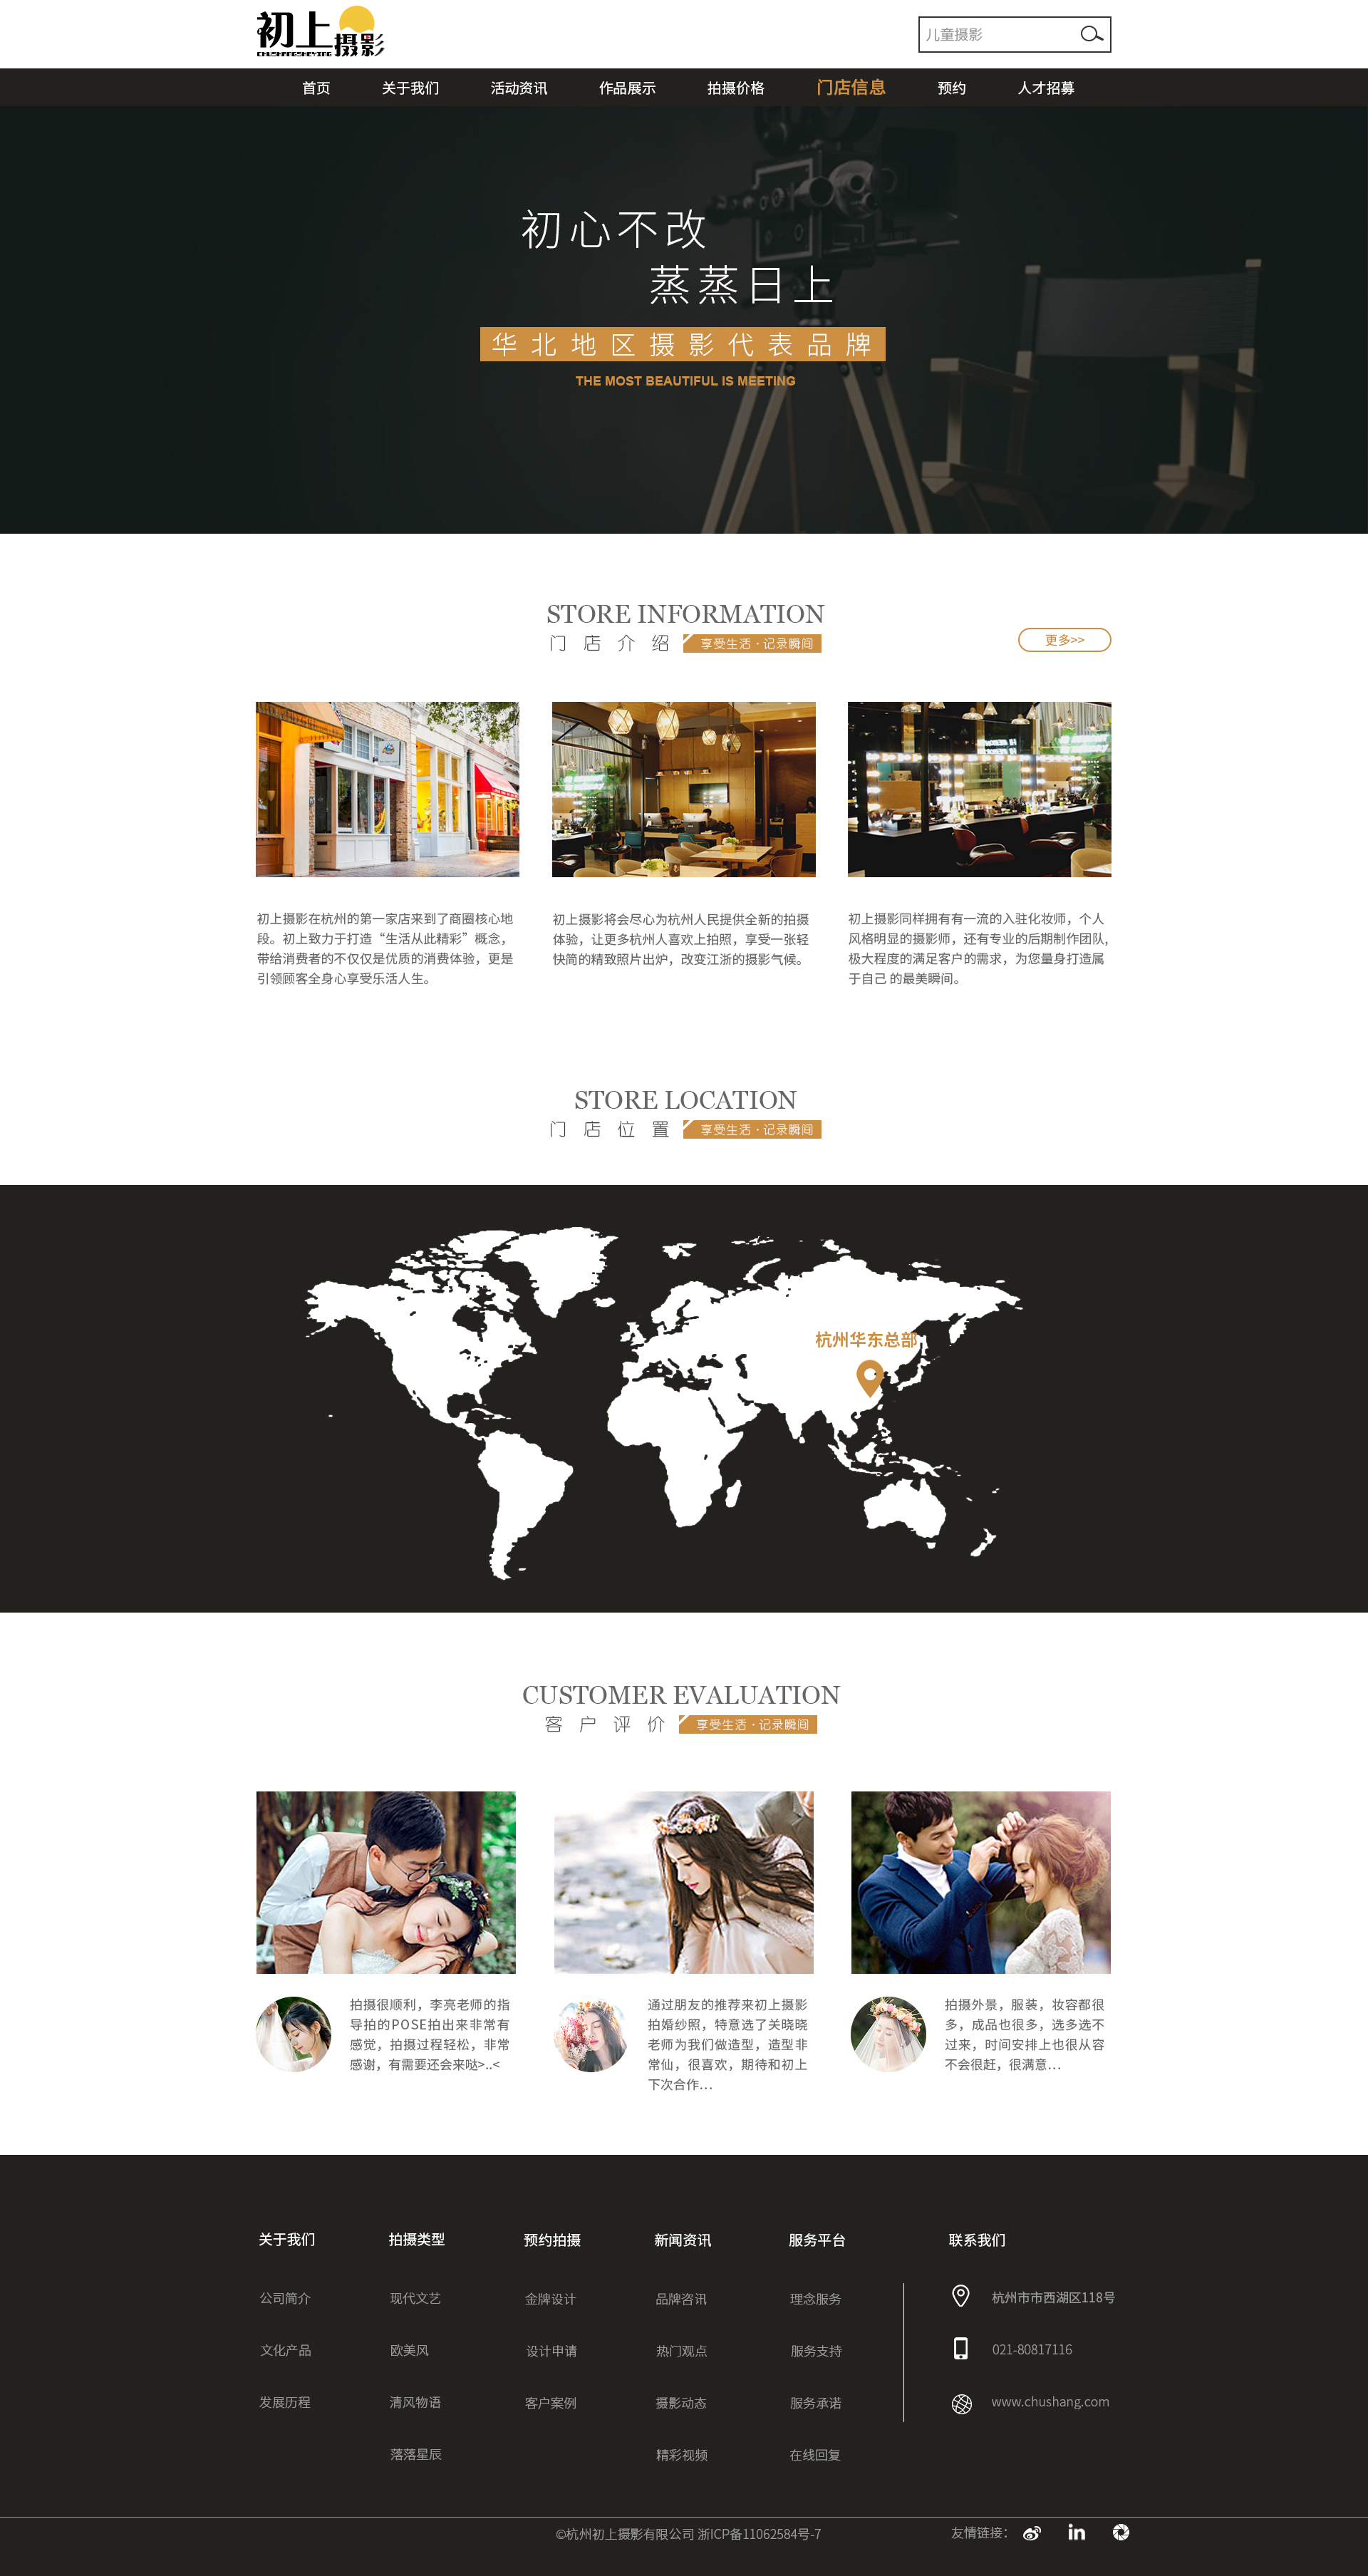 初上摄影
CHUSHANGSHEYING
儿童摄影
首页 关于我们 活动资讯 作品展示 拍摄价格 门店信息 预约 人才招募
初心不改
蒸蒸日上
华北地区摄影代表品牌
THE MOST BEAUTIFUL IS MEETING
STORE INFORMATION
门店介绍 享受生活·记录瞬间
更多>>
初上摄影在杭州的第一家店来到了商圈核心地
段。初上致力于打造“生活从此精彩”概念，
带给消费者的不仅仅是优质的消费体验，更是
引领顾客全身心享受乐活人生。
初上摄影将会尽心为杭州人民提供全新的拍摄
体验，让更多杭州人喜欢上拍照，享受一张轻
快简的精致照片出炉，改变江浙的摄影气候。
初上摄影同样拥有有一流的入驻化妆师，个人
风格明显的摄影师，还有专业的后期制作团队,
极大程度的满足客户的需求，为您量身打造属
于自己 的最美瞬间。
STORE LOCATION
门店位置 享受生活·记录瞬间
杭州华东总部
CUSTOMER EVALUATION
客户评价 享受生活·记录瞬间
拍摄很顺利，李亮老师的指
导拍的POSE拍出来非常有
感觉，拍摄过程轻松，非常
感谢，有需要还会来哒>..<
通过朋友的推荐来初上摄影
拍婚纱照，特意选了关晓晓
老师为我们做造型，造型非
常仙，很喜欢，期待和初上
下次合作...
拍摄外景，服装，妆容都很
多，成品也很多，选多选不
过来，时间安排上也很从容
不会很赶，很满意...
关于我们 拍摄类型 预约拍摄 新闻资讯 服务平台 联系我们
公司简介 现代文艺 金牌设计 品牌咨讯 理念服务 杭州市市西湖区118号
文化产品 欧美风 设计申请 热门观点 服务支持 021-80817116
发展历程 清风物语 客户案例 摄影动态 服务承诺 www.chushang.com
落落星辰 精彩视频 在线回复
©杭州初上摄影有限公司 浙ICP备11062584号-7
友情链接：
in